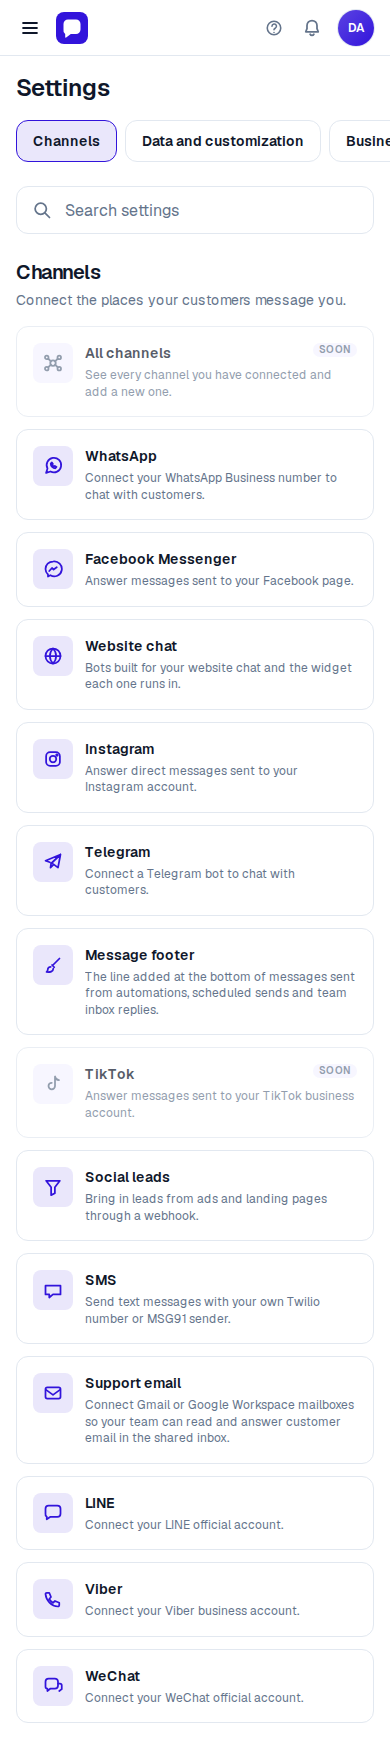 DA
Settings
Channels
Data and customization
Busine
Search settings
Channels
Connect the places your customers message you.
All channels
SOON
See every channel you have connected and
add a new one.
WhatsApp
Connect your WhatsApp Business number to
chat with customers.
Facebook Messenger
Answer messages sent to your Facebook page.
Website chat
Bots built for your website chat and the widget
each one runs in.
Instagram
Answer direct messages sent to your
Instagram account.
Telegram
Connect a Telegram bot to chat with
customers.
Message footer
The line added at the bottom of messages sent
from automations, scheduled sends and team
inbox replies.
TikTok
SOON
Answer messages sent to your TikTok business
account.
Social leads
Bring in leads from ads and landing pages
through a webhook.
SMS
Send text messages with your own Twilio
number or MSG91 sender.
Support email
Connect Gmail or Google Workspace mailboxes
so your team can read and answer customer
email in the shared inbox.
LINE
Connect your LINE official account.
Viber
Connect your Viber business account.
WeChat
Connect your WeChat official account.